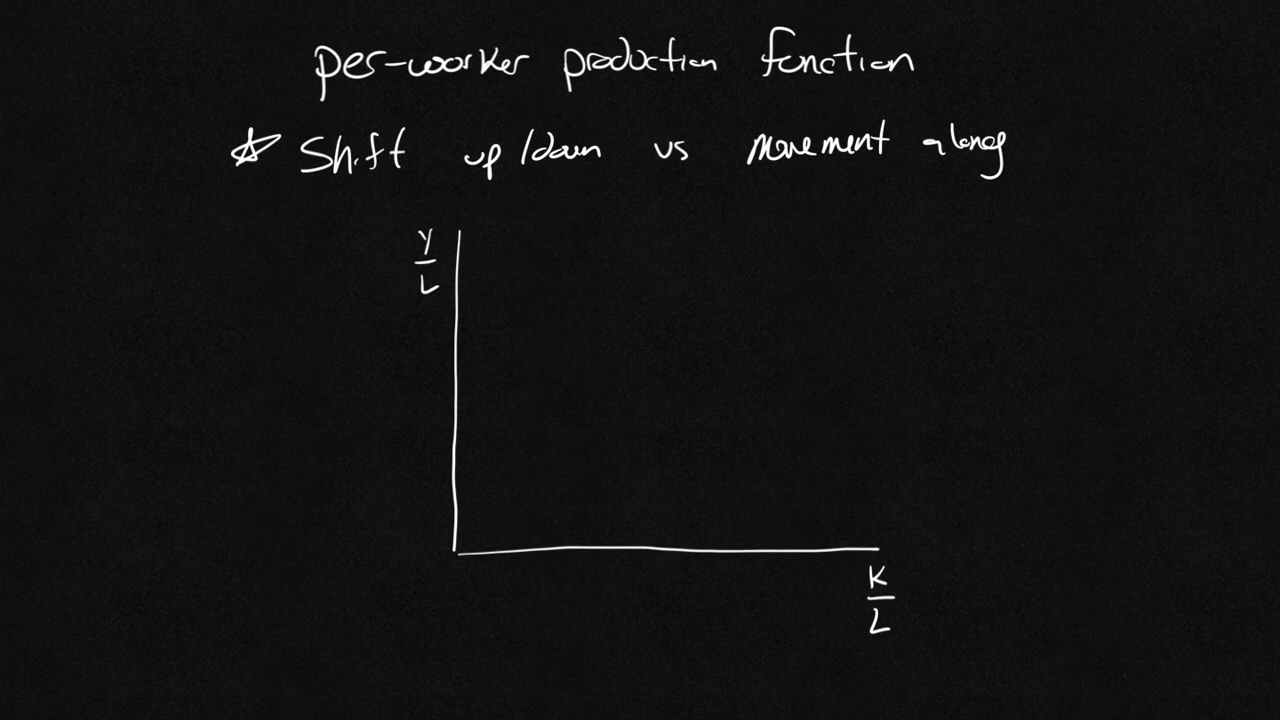 per-worker production function
☆ Shift up/down vs movement along
Y
L
K
L